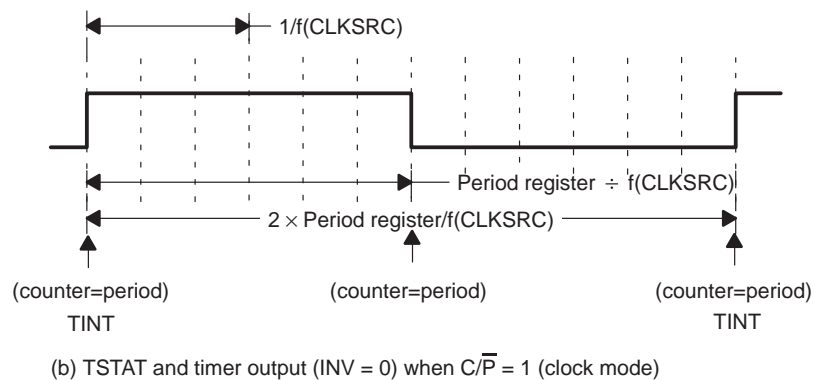 1/f(CLKSRC)
Period register ÷ f(CLKSRC)
2 × Period register/f(CLKSRC)
(counter=period) (counter=period) (counter=period)
TINT TINT
(b) TSTAT and timer output (INV = 0) when C/P̅ = 1 (clock mode)